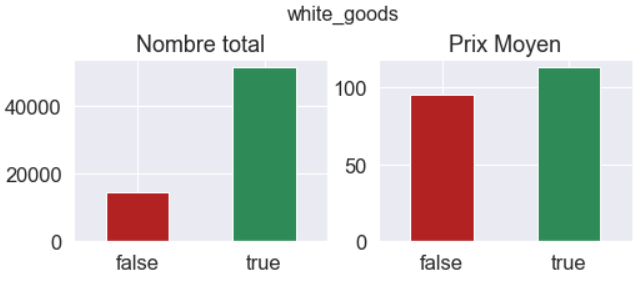 white_goods
Nombre total
Prix Moyen
40000
20000
0
false
true
100
50
0
false
true